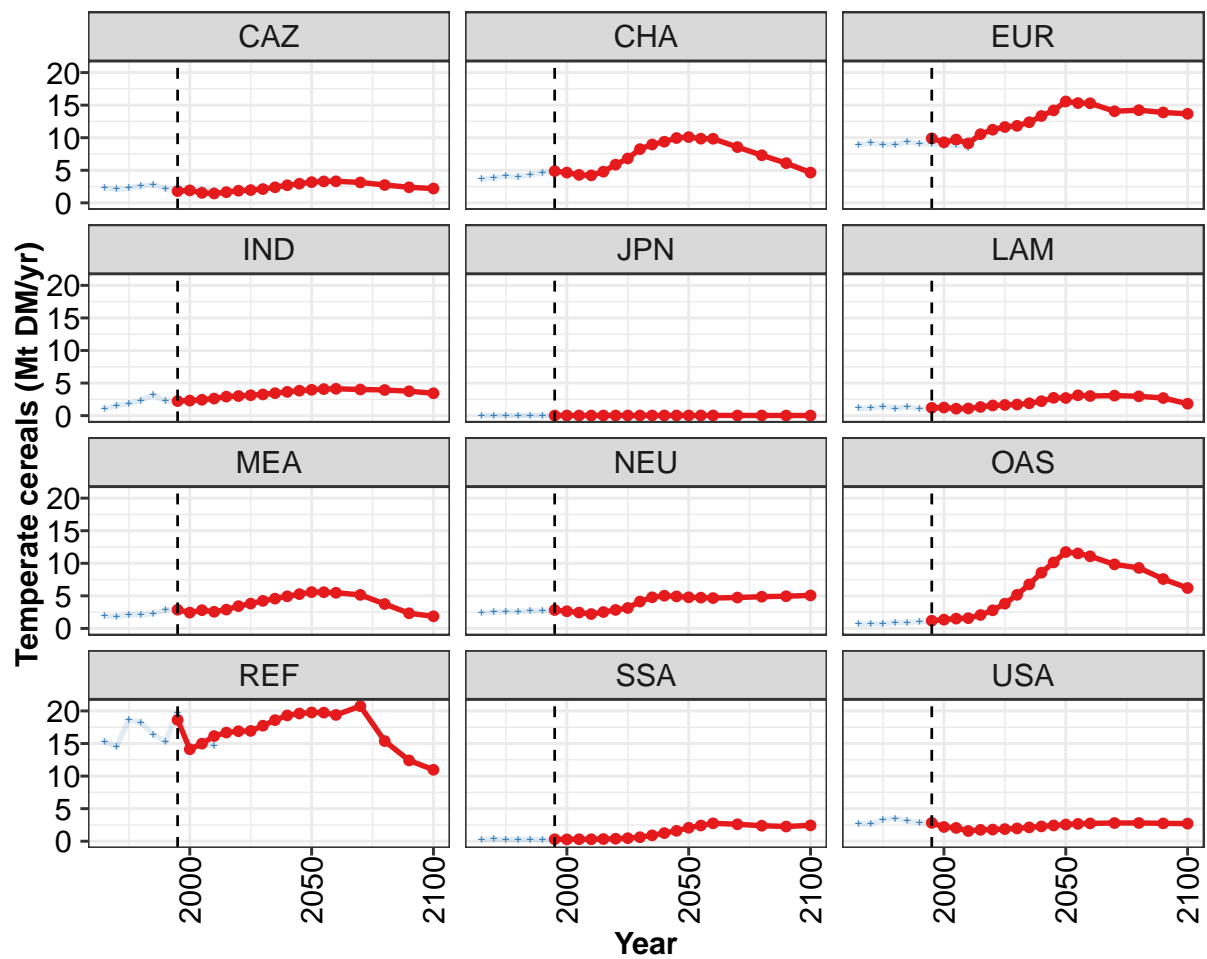 CAZ CHA EUR
20
15
10
5
0
IND JPN LAM
20
15
10
5
0
MEA NEU OAS
20
15
10
5
0
REF SSA USA
20
15
10
5
0
2000 2050 2100 2000 2050 2100 2000 2050 2100
Year
Temperate cereals (Mt DM/yr)